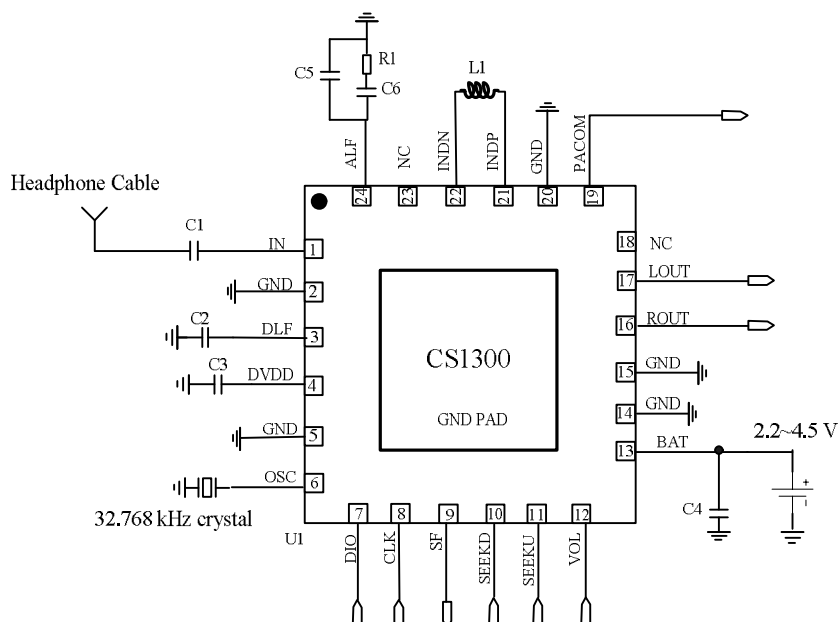 R1
C5
C6
L1
ALF
NC
INDN
INDP
GND
PACOM
24
23
22
21
20
19
Headphone Cable
C1
IN
1
GND
2
C2
DLF
3
C3
DVDD
4
GND
5
OSC
6
32.768 kHz crystal
U1
CS1300
GND PAD
18
NC
17
LOUT
16
ROUT
15
GND
14
GND
13
BAT
2.2~4.5 V
+
-
C4
7
8
9
10
11
12
DIO
CLK
SF
SEEKD
SEEKU
VOL